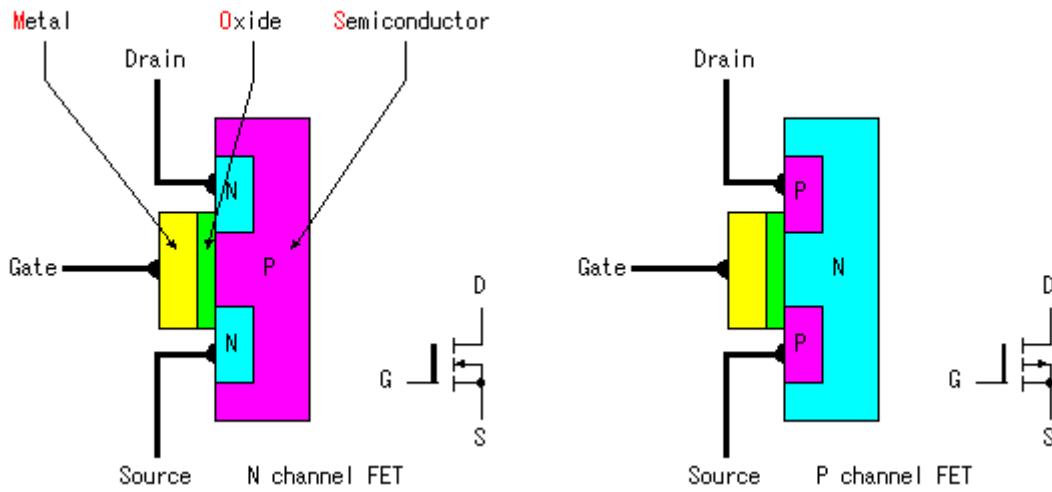 Metal Oxide Semiconductor
Drain
N
Gate
P
N
D
G
S
Source
N channel FET
Drain
P
Gate
N
P
D
G
S
Source
P channel FET